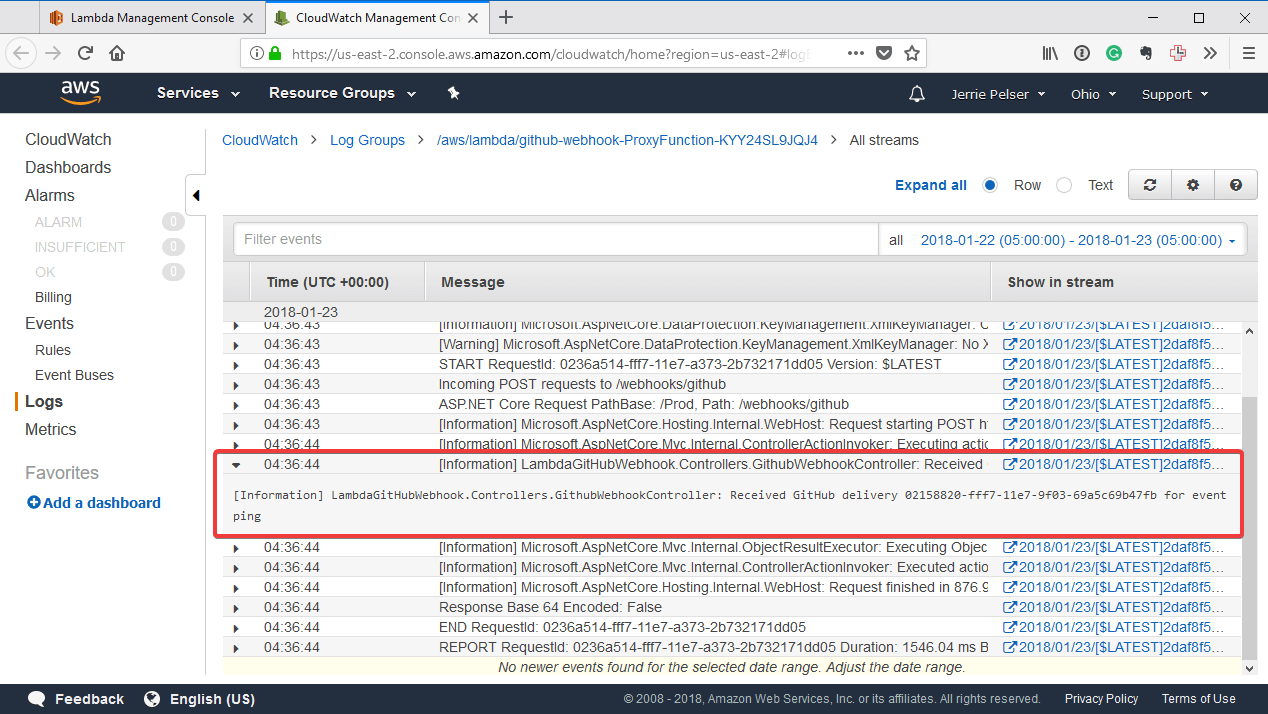 Lambda Management Console
CloudWatch Management Con
https://us-east-2.console.aws.amazon.com/cloudwatch/home?region=us-east-2#log
aws Services Resource Groups Jerrie Pelser Ohio Support
CloudWatch
Dashboards
Alarms
ALARM 0
INSUFFICIENT 0
OK 0
Billing
Events
Rules
Event Buses
Logs
Metrics
Favorites
Add a dashboard
CloudWatch > Log Groups > /aws/lambda/github-webhook-ProxyFunction-KYY24SL9JQJ4 > All streams
Expand all Row Text
Filter events all 2018-01-22 (05:00:00) - 2018-01-23 (05:00:00)
Time (UTC +00:00) Message Show in stream
2018-01-23
04:36:43 [Information] Microsoft.AspNetCore.DataProtection.KeyManagement.XmlKeyManager: C 2018/01/23/[$LATEST]2daf8f5...
04:36:43 [Warning] Microsoft.AspNetCore.DataProtection.KeyManagement.XmlKeyManager: No X 2018/01/23/[$LATEST]2daf8f5...
04:36:43 START RequestId: 0236a514-fff7-11e7-a373-2b732171dd05 Version: $LATEST 2018/01/23/[$LATEST]2daf8f5...
04:36:43 Incoming POST requests to /webhooks/github 2018/01/23/[$LATEST]2daf8f5...
04:36:43 ASP.NET Core Request PathBase: /Prod, Path: /webhooks/github 2018/01/23/[$LATEST]2daf8f5...
04:36:43 [Information] Microsoft.AspNetCore.Hosting.Internal.WebHost: Request starting POST h 2018/01/23/[$LATEST]2daf8f5...
04:36:44 [Information] Microsoft.AspNetCore.Mvc.Internal.ControllerActionInvoker: Executing actic 2018/01/23/[$LATEST]2daf8f5...
04:36:44 [Information] LambdaGitHubWebhook.Controllers.GithubWebhookController: Received 2018/01/23/[$LATEST]2daf8f5...
[Information] LambdaGitHubWebhook.Controllers.GithubWebhookController: Received GitHub delivery 02158820-fff7-11e7-9f03-69a5c69b47fb for event
ping
04:36:44 [Information] Microsoft.AspNetCore.Mvc.Internal.ObjectResultExecutor: Executing Objec 2018/01/23/[$LATEST]2daf8f5...
04:36:44 [Information] Microsoft.AspNetCore.Mvc.Internal.ControllerActionInvoker: Executed actio 2018/01/23/[$LATEST]2daf8f5...
04:36:44 [Information] Microsoft.AspNetCore.Hosting.Internal.WebHost: Request finished in 876.9 2018/01/23/[$LATEST]2daf8f5...
04:36:44 Response Base 64 Encoded: False 2018/01/23/[$LATEST]2daf8f5...
04:36:44 END RequestId: 0236a514-fff7-11e7-a373-2b732171dd05 2018/01/23/[$LATEST]2daf8f5...
04:36:44 REPORT RequestId: 0236a514-fff7-11e7-a373-2b732171dd05 Duration: 1546.04 ms B 2018/01/23/[$LATEST]2daf8f5...
No newer events found for the selected date range. Adjust the date range.
Feedback English (US) © 2008 - 2018, Amazon Web Services, Inc. or its affiliates. All rights reserved. Privacy Policy Terms of Use